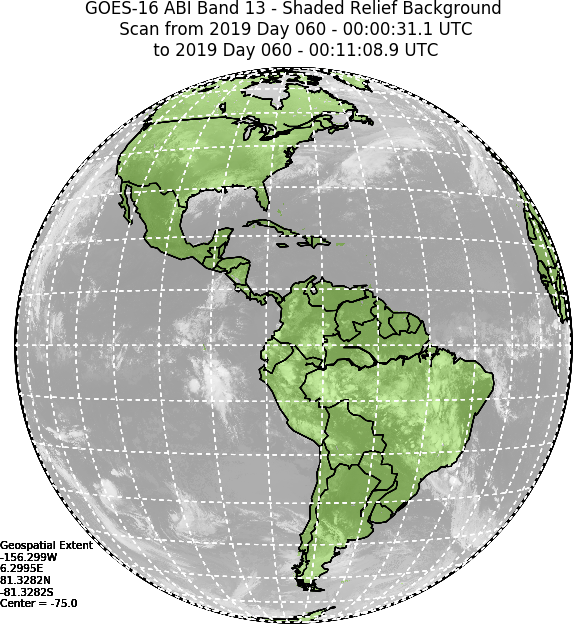 GOES-16 ABI Band 13 - Shaded Relief Background
Scan from 2019 Day 060 - 00:00:31.1 UTC
to 2019 Day 060 - 00:11:08.9 UTC
Geospatial Extent
-156.299W
6.2995E
81.3282N
-81.3282S
Center = -75.0